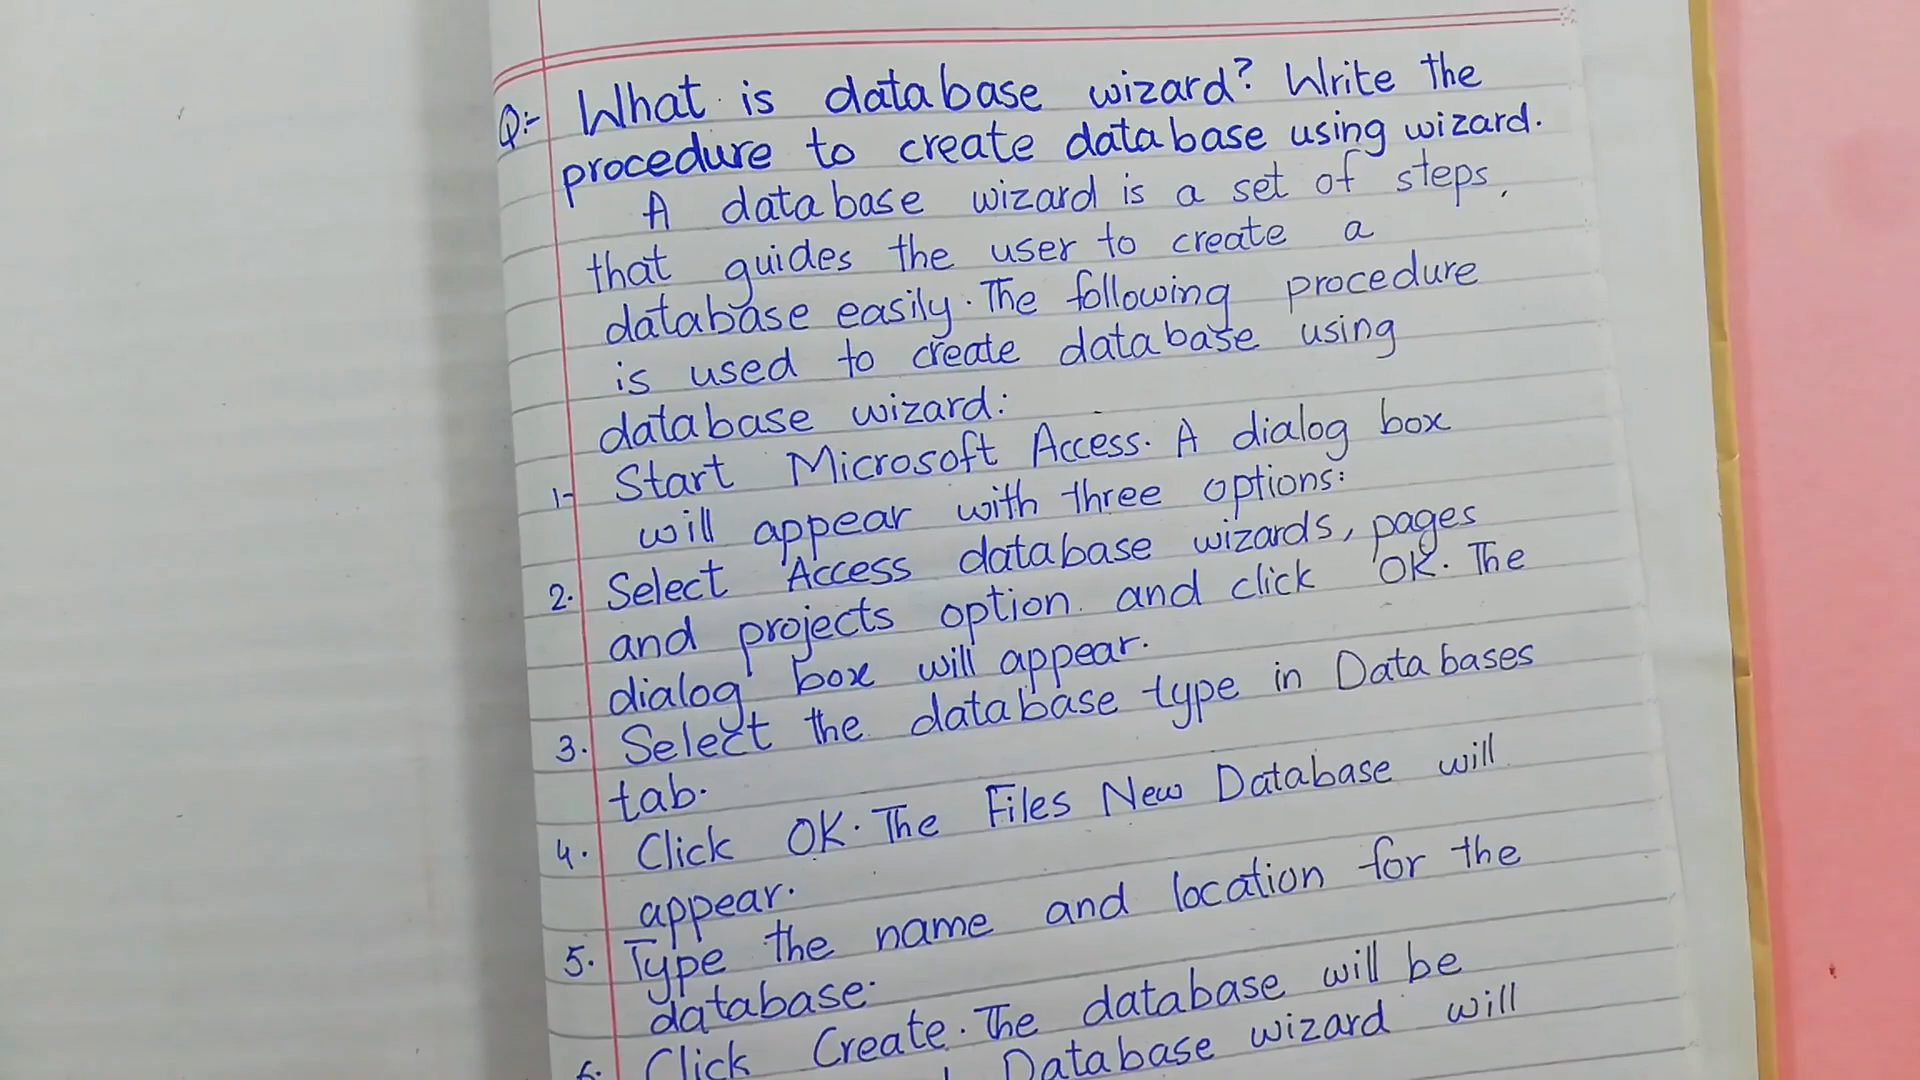 Q:- What is database wizard? Write the
procedure to create database using wizard.
A database wizard is a set of steps,
that guides the user to create a
database easily. The following procedure
is used to create database using
database wizard:
1- Start Microsoft Access. A dialog box
will appear with three options:
2. Select Access database wizards, pages
and projects option. and click OK. The
dialog box will appear.
3. Select the database type in Databases
tab.
4. Click OK. The Files New Database will
appear.
5. Type the name and location for the
database.
6. Click Create. The database will be
Database wizard will